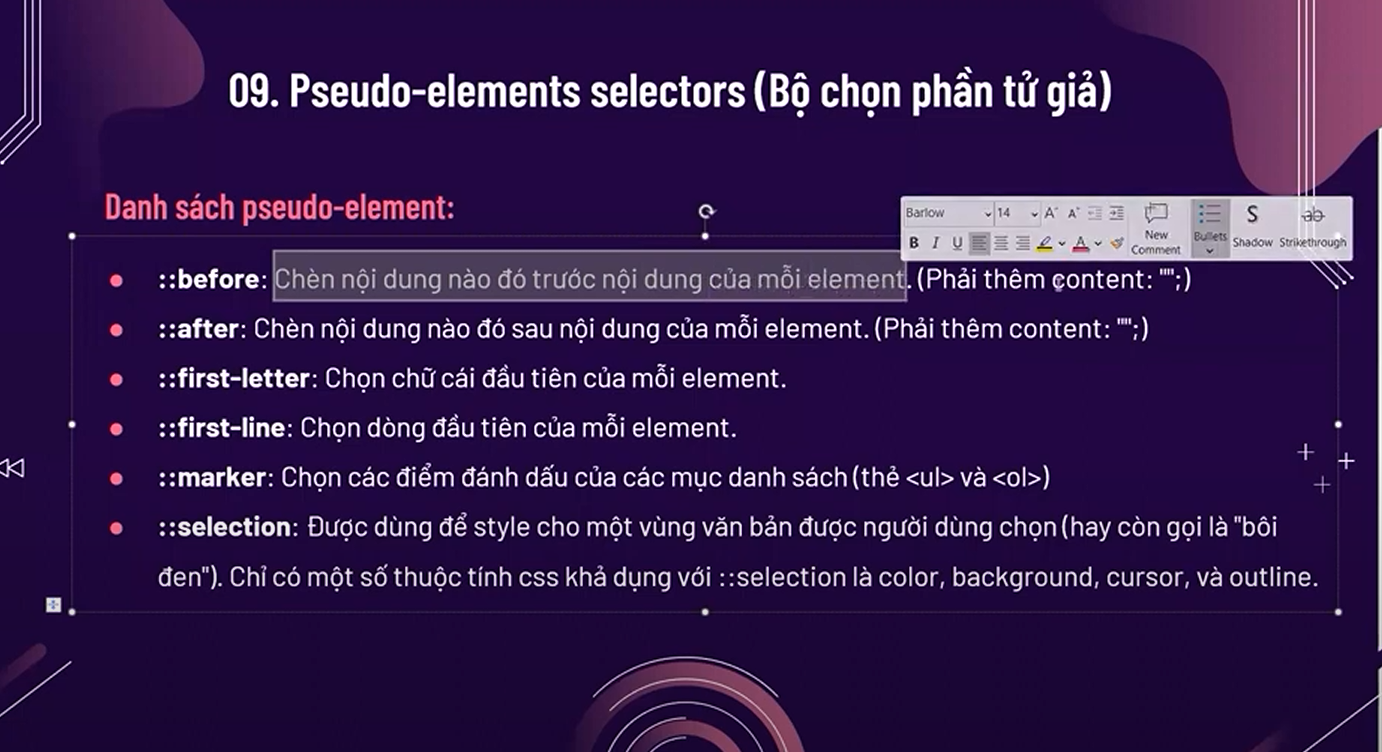 09. Pseudo-elements selectors (Bộ chọn phần tử giả)
Danh sách pseudo-element:
Barlow 14 A A
B I U A
New Comment
Bullets
Shadow
Strikethrough
::before: Chèn nội dung nào đó trước nội dung của mỗi element. (Phải thêm content: "";)
::after: Chèn nội dung nào đó sau nội dung của mỗi element. (Phải thêm content: "";)
::first-letter: Chọn chữ cái đầu tiên của mỗi element.
::first-line: Chọn dòng đầu tiên của mỗi element.
::marker: Chọn các điểm đánh dấu của các mục danh sách (thẻ <ul> và <ol>)
::selection: Được dùng để style cho một vùng văn bản được người dùng chọn (hay còn gọi là "bôi
đen"). Chỉ có một số thuộc tính css khả dụng với ::selection là color, background, cursor, và outline.